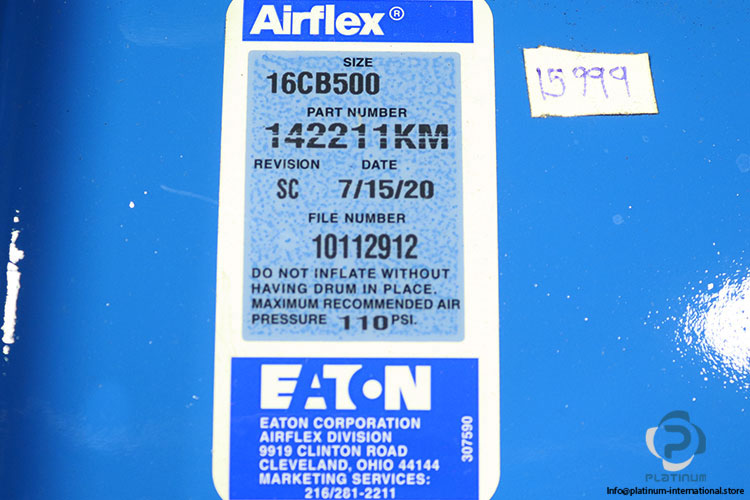 Airflex®
SIZE
16CB500
PART NUMBER
142211KM
REVISION DATE
SC 7/15/20
FILE NUMBER
10112912
DO NOT INFLATE WITHOUT
HAVING DRUM IN PLACE.
MAXIMUM RECOMMENDED AIR
PRESSURE 110 PSI.
EATON
EATON CORPORATION
AIRFLEX DIVISION
9919 CLINTON ROAD
CLEVELAND, OHIO 44144
MARKETING SERVICES:
216/281-2211
307590
15999
PLATINUM
Info@platinum-international.store